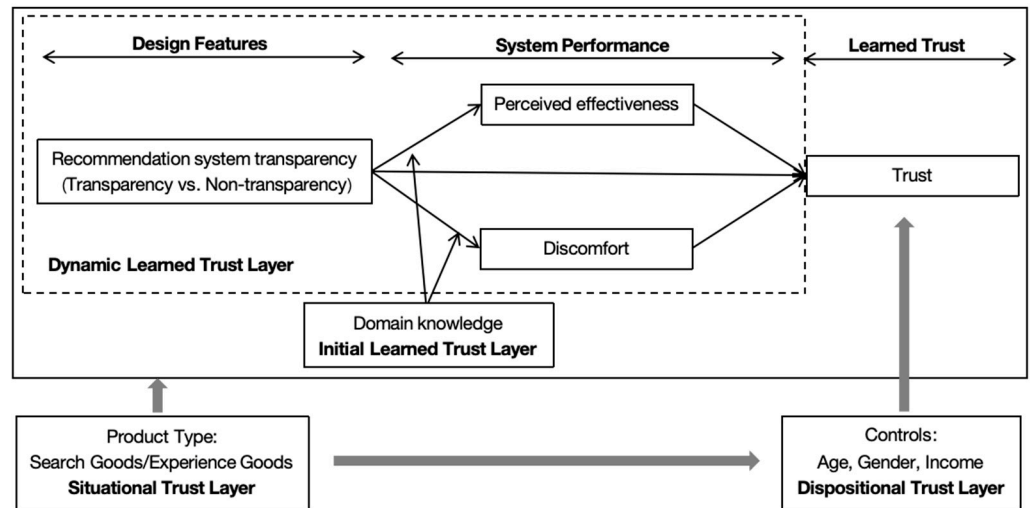 Design Features
System Performance
Learned Trust
Perceived effectiveness
Recommendation system transparency
(Transparency vs. Non-transparency)
Trust
Discomfort
Dynamic Learned Trust Layer
Domain knowledge
Initial Learned Trust Layer
Product Type:
Search Goods/Experience Goods
Situational Trust Layer
Controls:
Age, Gender, Income
Dispositional Trust Layer